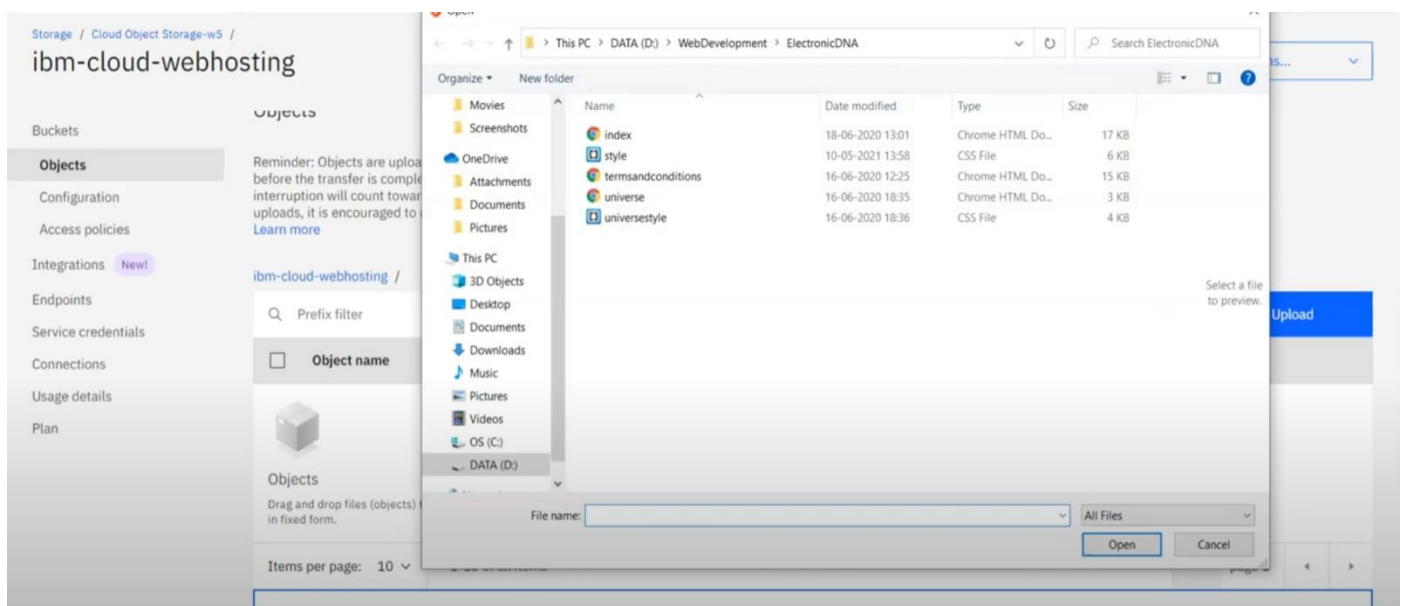 Storage / Cloud Object Storage-w5 /
ibm-cloud-webhosting
Buckets
Objects
Configuration
Access policies
Integrations New!
Endpoints
Service credentials
Connections
Usage details
Plan
Objects
Reminder: Objects are uploa
before the transfer is comple
interruption will count towar
uploads, it is encouraged to
Learn more
ibm-cloud-webhosting /
Prefix filter
Object name
Objects
Drag and drop files (objects)
in fixed form.
Items per page: 10
Upload
Open
This PC > DATA (D:) > WebDevelopment > ElectronicDNA
Search ElectronicDNA
Organize New folder
Movies
Screenshots
OneDrive
Attachments
Documents
Pictures
This PC
3D Objects
Desktop
Documents
Downloads
Music
Pictures
Videos
OS (C:)
DATA (D:)
Name Date modified Type Size
index 18-06-2020 13:01 Chrome HTML Do... 17 KB
style 10-05-2021 13:58 CSS File 6 KB
termsandconditions 16-06-2020 12:25 Chrome HTML Do... 15 KB
universe 16-06-2020 18:35 Chrome HTML Do... 3 KB
universestyle 16-06-2020 18:36 CSS File 4 KB
Select a file
to preview.
File name:
All Files
Open Cancel